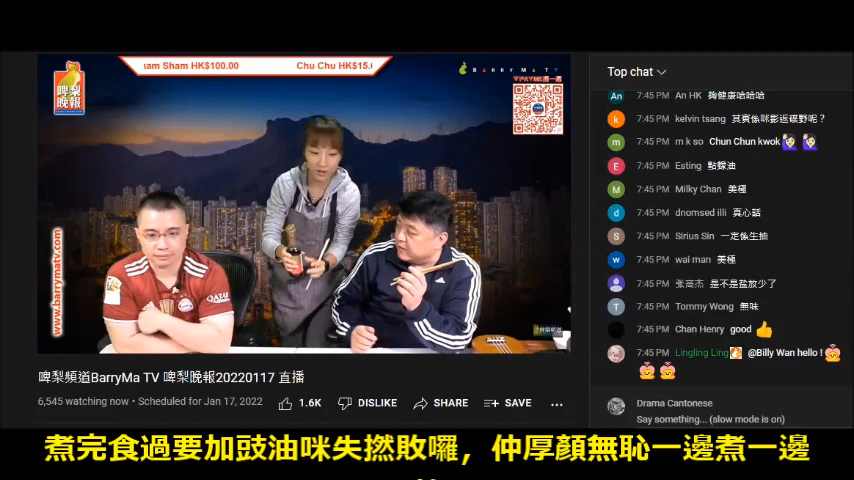 am Sham HK$100.00
Chu Chu HK$15.0
BARRYMATV
啤梨
晚報
www.barrymatv.com
QATAR
Top chat
An
7:45 PM An HK 夠健康哈哈哈
k
7:45 PM kelvin tsang 其實係咪影返碟野呢?
m
7:45 PM m k so Chun Chun kwok
E
7:45 PM Esting 點蠔油
M
7:45 PM Milky Chan 美極
d
7:45 PM dnomsed illi 真心話
S
7:45 PM Sirius Sin 一定係生抽
w
7:45 PM wai man 美極
7:45 PM 张高杰 是不是盐放少了
T
7:45 PM Tommy Wong 無味
7:45 PM Chan Henry good
7:45 PM Lingling Ling @Billy Wan hello !
啤梨頻道BarryMa TV 啤梨晚報20220117 直播
6,545 watching now • Scheduled for Jan 17, 2022
1.6K
DISLIKE
SHARE
SAVE
Drama Cantonese
Say something... (slow mode is on)
煮完食過要加豉油咪失撚敗囉，仲厚顏無恥一邊煮一邊